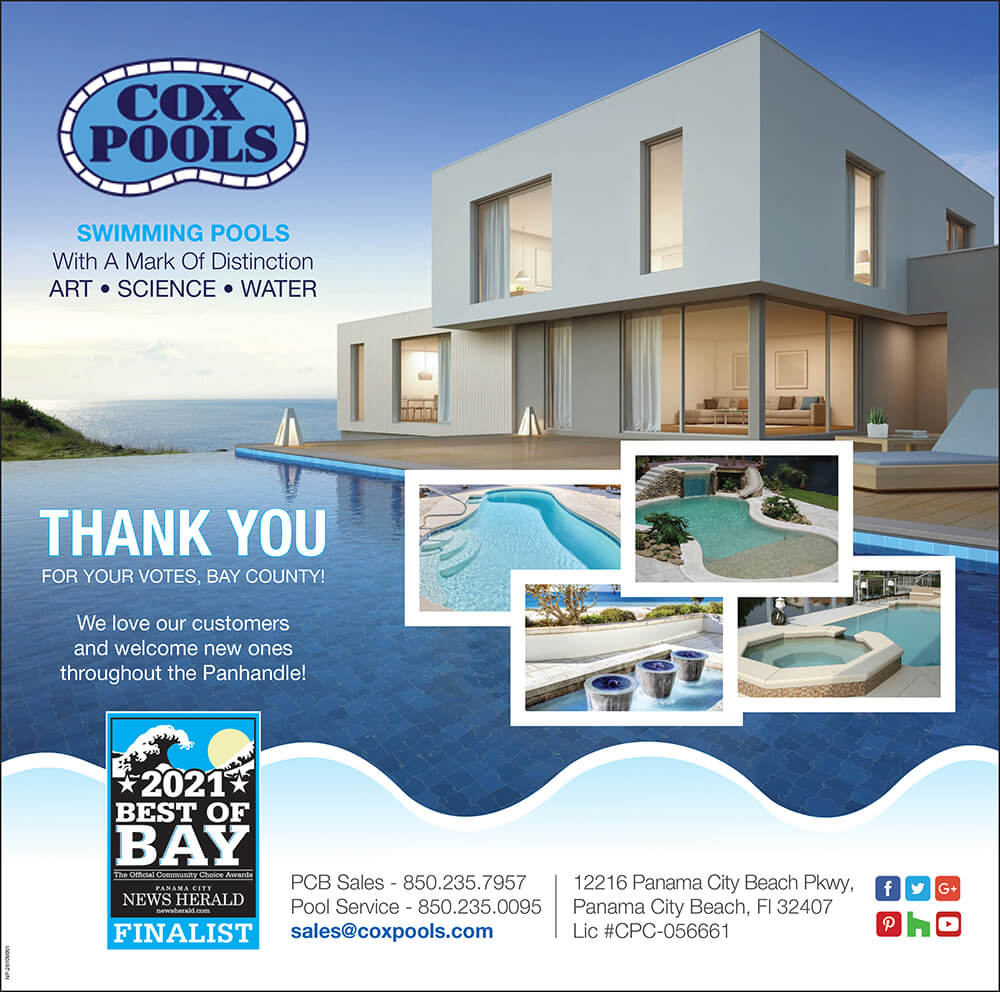 COX
POOLS
SWIMMING POOLS
With A Mark Of Distinction
ART • SCIENCE • WATER
THANK YOU
FOR YOUR VOTES, BAY COUNTY!
We love our customers
and welcome new ones
throughout the Panhandle!
2021
BEST OF
BAY
The Official Community Choice Awards
PANAMA CITY
NEWS HERALD
newsherald.com
FINALIST
PCB Sales - 850.235.7957
Pool Service - 850.235.0095
sales@coxpools.com
12216 Panama City Beach Pkwy,
Panama City Beach, Fl 32407
Lic #CPC-056661
f
G+